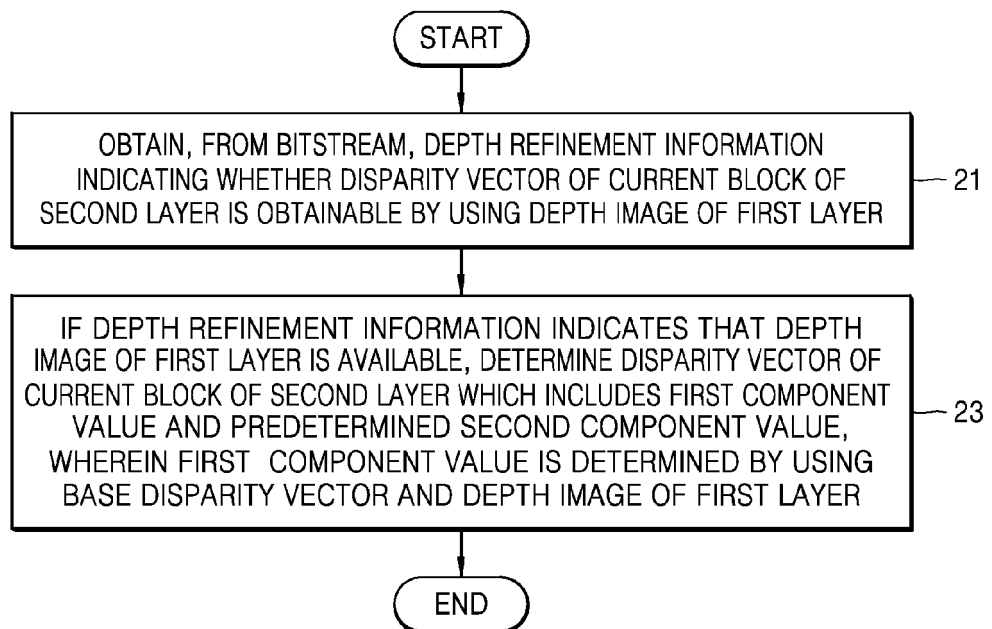 START
OBTAIN, FROM BITSTREAM, DEPTH REFINEMENT INFORMATION
INDICATING WHETHER DISPARITY VECTOR OF CURRENT BLOCK OF
SECOND LAYER IS OBTAINABLE BY USING DEPTH IMAGE OF FIRST LAYER
21
IF DEPTH REFINEMENT INFORMATION INDICATES THAT DEPTH
IMAGE OF FIRST LAYER IS AVAILABLE, DETERMINE DISPARITY VECTOR OF
CURRENT BLOCK OF SECOND LAYER WHICH INCLUDES FIRST COMPONENT
VALUE AND PREDETERMINED SECOND COMPONENT VALUE,
WHEREIN FIRST COMPONENT VALUE IS DETERMINED BY USING
BASE DISPARITY VECTOR AND DEPTH IMAGE OF FIRST LAYER
23
END